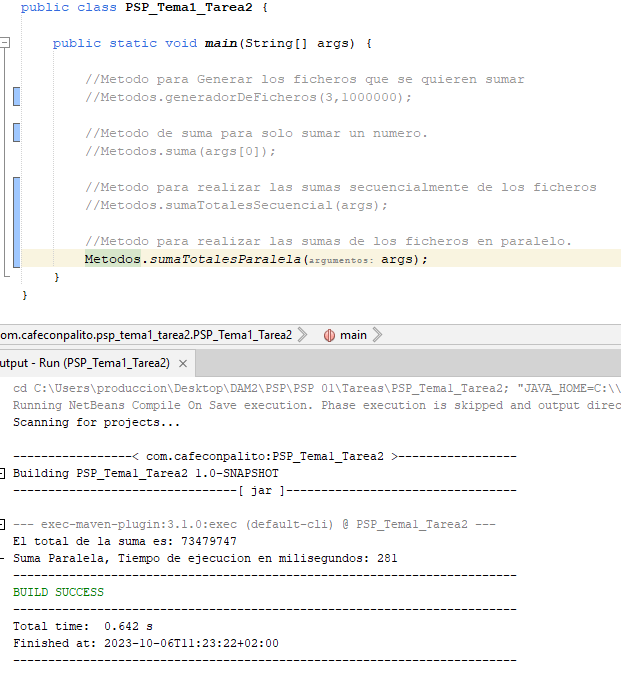 public class PSP_Tema1_Tarea2 {
public static void main(String[] args) {
//Metodo para Generar los ficheros que se quieren sumar
//Metodos.generadorDeFicheros(3,1000000);
//Metodo de suma para solo sumar un numero.
//Metodos.suma(args[0]);
//Metodo para realizar las sumas secuencialmente de los ficheros
//Metodos.sumaTotalesSecuencial(args);
//Metodo para realizar las sumas de los ficheros en paralelo.
Metodos.sumaTotalesParalela(argumentos: args);
}
}
om.cafeconpalito.psp_tema1_tarea2.PSP_Tema1_Tarea2 main
utput - Run (PSP_Tema1_Tarea2) ×
cd C:\Users\produccion\Desktop\DAM2\PSP\PSP 01\Tareas\PSP_Tema1_Tarea2; "JAVA_HOME=C:\\
Running NetBeans Compile On Save execution. Phase execution is skipped and output direc
Scanning for projects...
-----------------< com.cafeconpalito:PSP_Tema1_Tarea2 >-----------------
Building PSP_Tema1_Tarea2 1.0-SNAPSHOT
--------------------------------[ jar ]---------------------------------
--- exec-maven-plugin:3.1.0:exec (default-cli) @ PSP_Tema1_Tarea2 ---
El total de la suma es: 73479747
Suma Paralela, Tiempo de ejecucion en milisegundos: 281
------------------------------------------------------------------------
BUILD SUCCESS
------------------------------------------------------------------------
Total time:  0.642 s
Finished at: 2023-10-06T11:23:22+02:00
------------------------------------------------------------------------